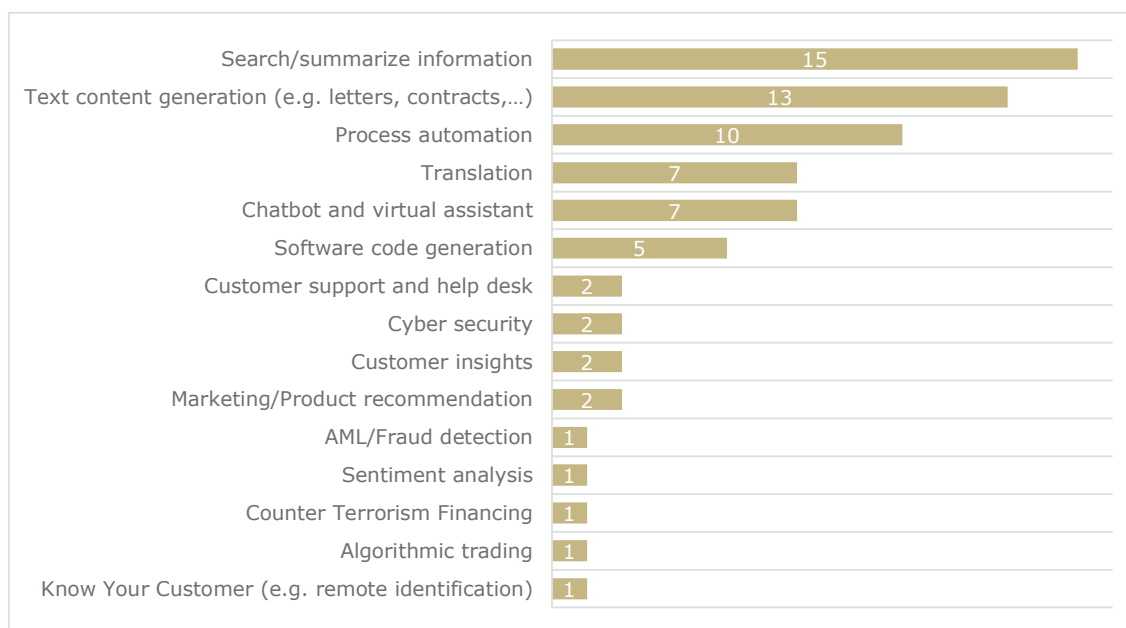 Search/summarize information 15
Text content generation (e.g. letters, contracts,...) 13
Process automation 10
Translation 7
Chatbot and virtual assistant 7
Software code generation 5
Customer support and help desk 2
Cyber security 2
Customer insights 2
Marketing/Product recommendation 2
AML/Fraud detection 1
Sentiment analysis 1
Counter Terrorism Financing 1
Algorithmic trading 1
Know Your Customer (e.g. remote identification) 1